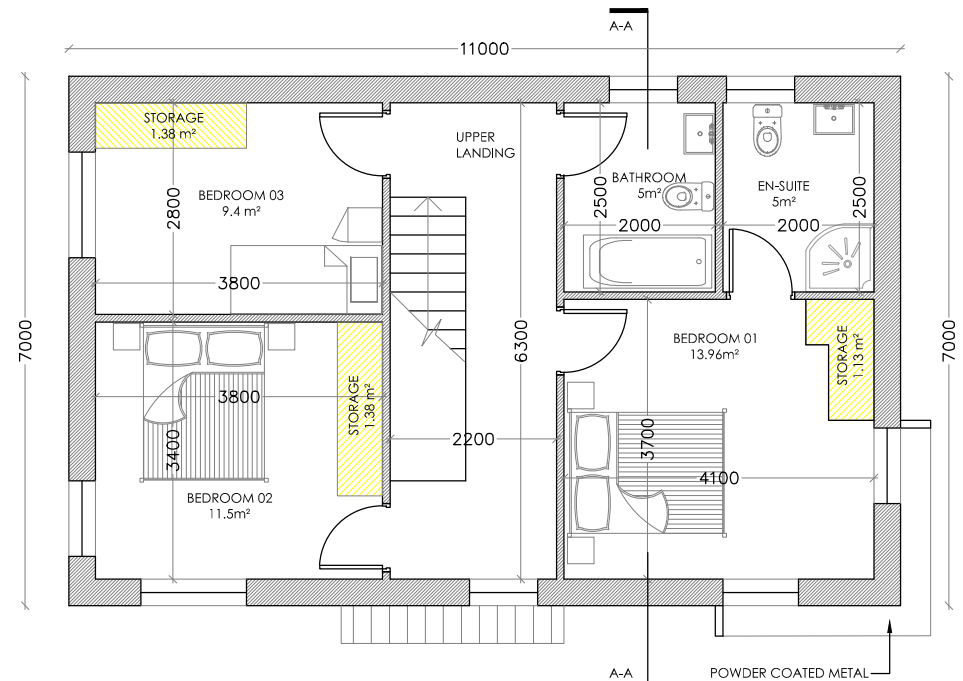 A-A
11000
STORAGE
1.38 m²
UPPER
LANDING
BEDROOM 03
9.4 m²
2800
3800
BATHROOM
5m²
2500
2000
EN-SUITE
5m²
2500
2000
7000
7000
6300
BEDROOM 01
13.96m²
STORAGE
1.13 m²
3800
STORAGE
1.38 m²
3400
2200
3700
4100
BEDROOM 02
11.5m²
A-A
POWDER COATED METAL